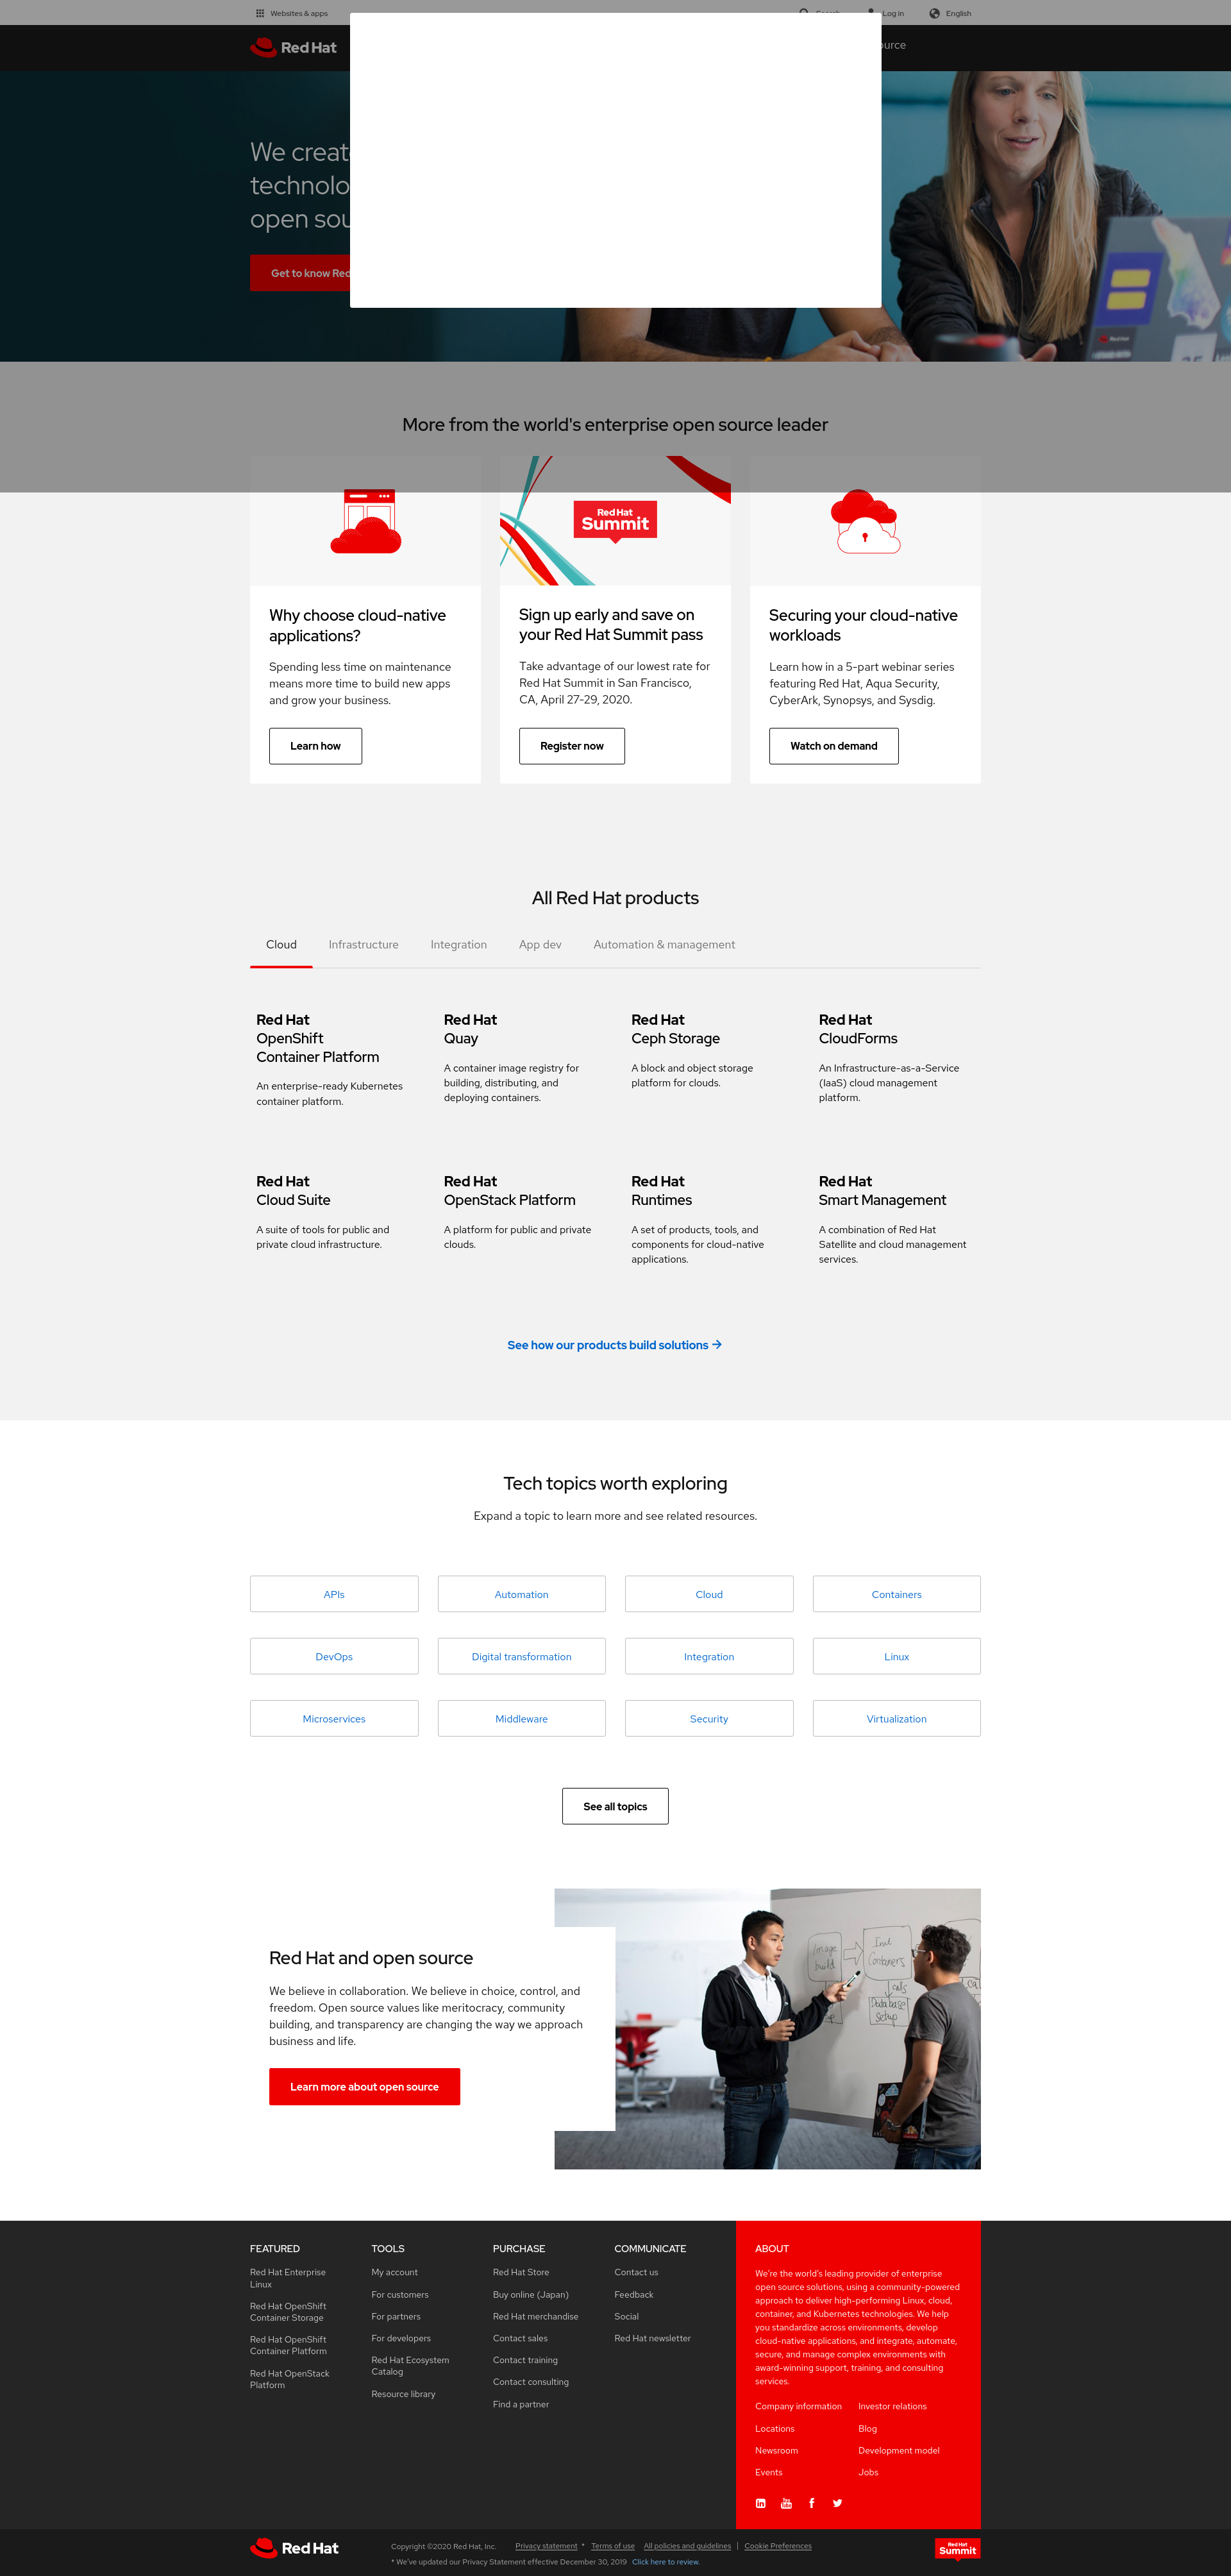 Websites & apps
Log in
English
Red Hat
We create
technolo
open sou
Get to know Red
ource
More from the world's enterprise open source leader
Red Hat
Summit
Why choose cloud-native
applications?
Spending less time on maintenance
means more time to build new apps
and grow your business.
Learn how
Sign up early and save on
your Red Hat Summit pass
Take advantage of our lowest rate for
Red Hat Summit in San Francisco,
CA, April 27-29, 2020.
Register now
Securing your cloud-native
workloads
Learn how in a 5-part webinar series
featuring Red Hat, Aqua Security,
CyberArk, Synopsys, and Sysdig.
Watch on demand
All Red Hat products
Cloud Infrastructure Integration App dev Automation & management
Red Hat
OpenShift
Container Platform
An enterprise-ready Kubernetes
container platform.
Red Hat
Quay
A container image registry for
building, distributing, and
deploying containers.
Red Hat
Ceph Storage
A block and object storage
platform for clouds.
Red Hat
CloudForms
An Infrastructure-as-a-Service
(IaaS) cloud management
platform.
Red Hat
Cloud Suite
A suite of tools for public and
private cloud infrastructure.
Red Hat
OpenStack Platform
A platform for public and private
clouds.
Red Hat
Runtimes
A set of products, tools, and
components for cloud-native
applications.
Red Hat
Smart Management
A combination of Red Hat
Satellite and cloud management
services.
See how our products build solutions →
Tech topics worth exploring
Expand a topic to learn more and see related resources.
APIs Automation Cloud Containers
DevOps Digital transformation Integration Linux
Microservices Middleware Security Virtualization
See all topics
Red Hat and open source
We believe in collaboration. We believe in choice, control, and
freedom. Open source values like meritocracy, community
building, and transparency are changing the way we approach
business and life.
Learn more about open source
FEATURED
Red Hat Enterprise
Linux
Red Hat OpenShift
Container Storage
Red Hat OpenShift
Container Platform
Red Hat OpenStack
Platform
TOOLS
My account
For customers
For partners
For developers
Red Hat Ecosystem
Catalog
Resource library
PURCHASE
Red Hat Store
Buy online (Japan)
Red Hat merchandise
Contact sales
Contact training
Contact consulting
Find a partner
COMMUNICATE
Contact us
Feedback
Social
Red Hat newsletter
ABOUT
We're the world's leading provider of enterprise
open source solutions, using a community-powered
approach to deliver high-performing Linux, cloud,
container, and Kubernetes technologies. We help
you standardize across environments, develop
cloud-native applications, and integrate, automate,
secure, and manage complex environments with
award-winning support, training, and consulting
services.
Company information Investor relations
Locations Blog
Newsroom Development model
Events Jobs
Red Hat
Copyright ©2020 Red Hat, Inc. Privacy statement * Terms of use All policies and guidelines | Cookie Preferences
* We've updated our Privacy Statement effective December 30, 2019 Click here to review.
Red Hat
Summit